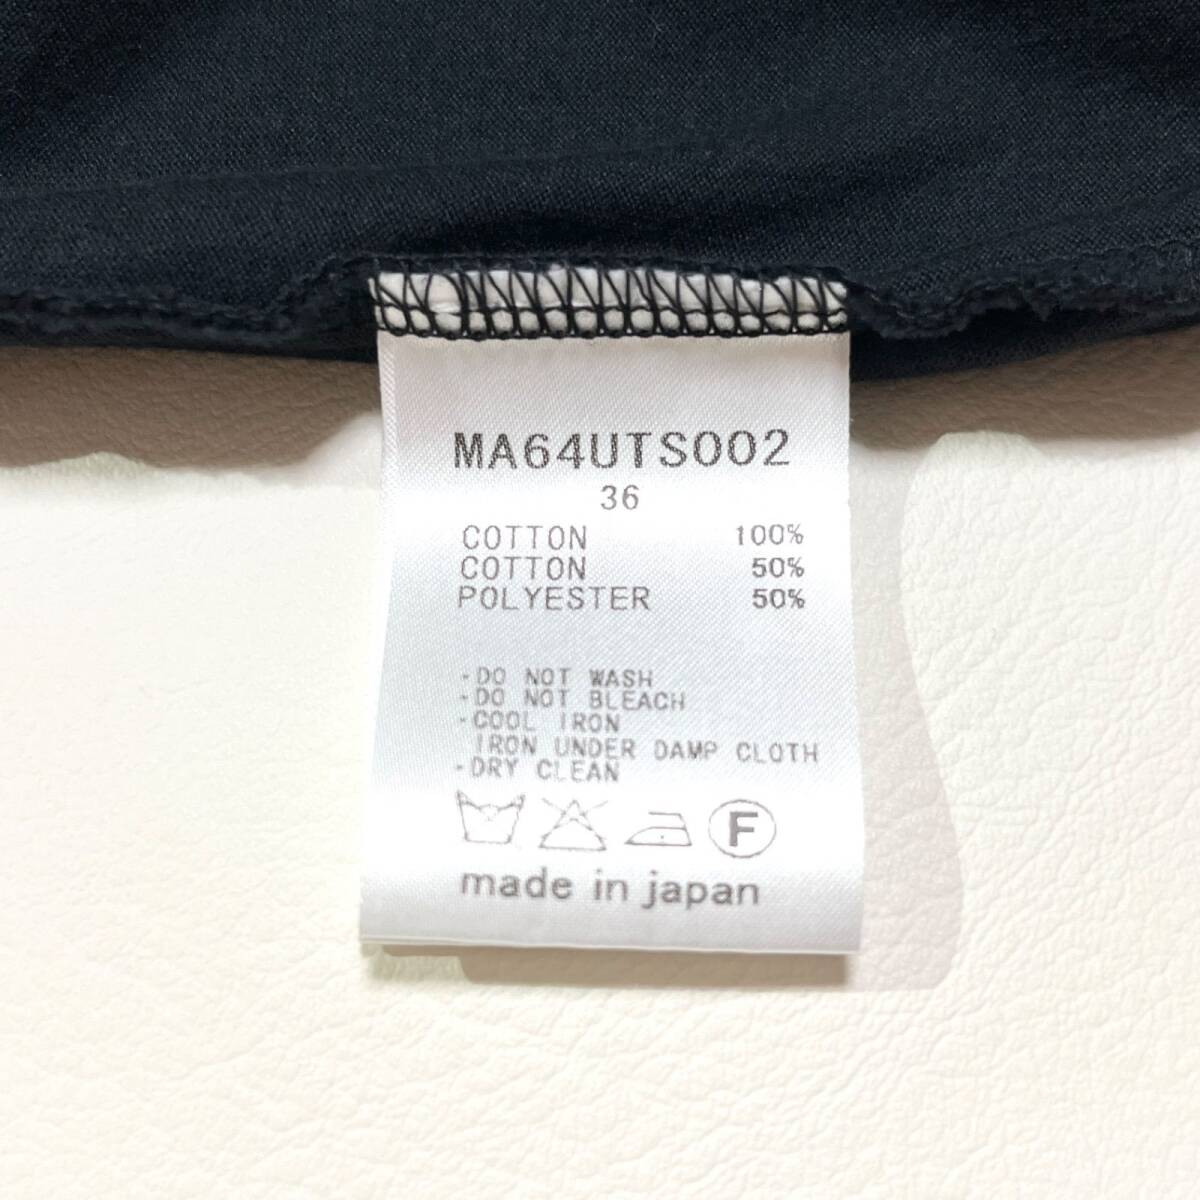 MA64UTS002
36
COTTON 100%
COTTON 50%
POLYESTER 50%
-DO NOT WASH
-DO NOT BLEACH
-COOL IRON
IRON UNDER DAMP CLOTH
-DRY CLEAN
F
made in japan